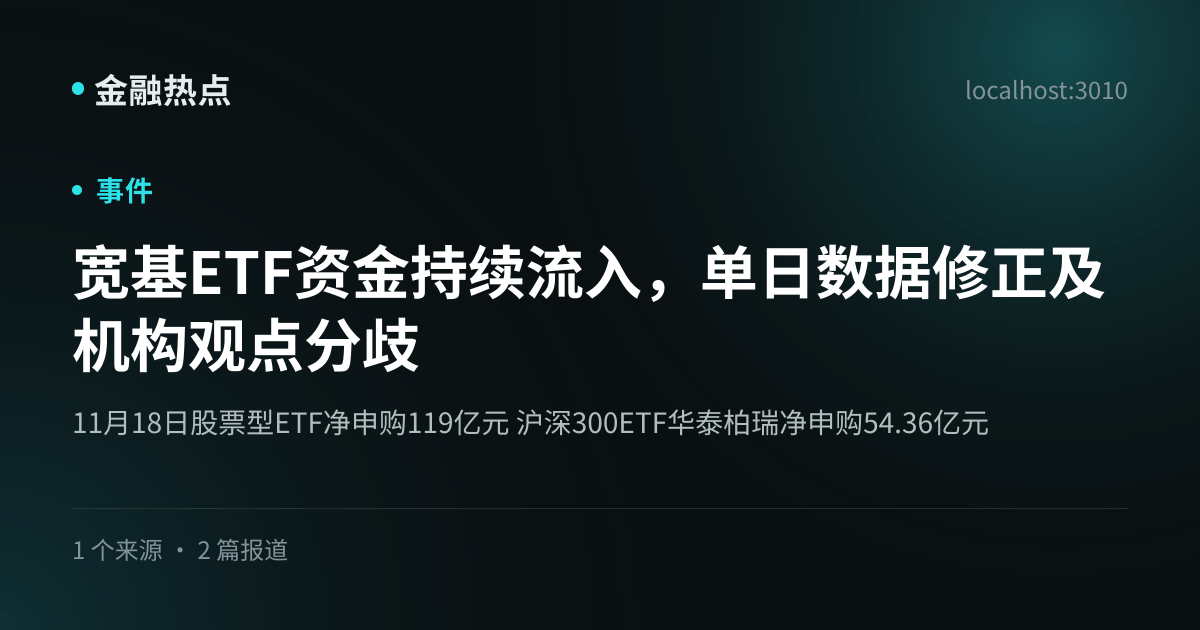 金融热点
localhost:3010
事件
宽基ETF资金持续流入，单日数据修正及
机构观点分歧
11月18日股票型ETF净申购119亿元 沪深300ETF华泰柏瑞净申购54.36亿元
1 个来源 · 2 篇报道